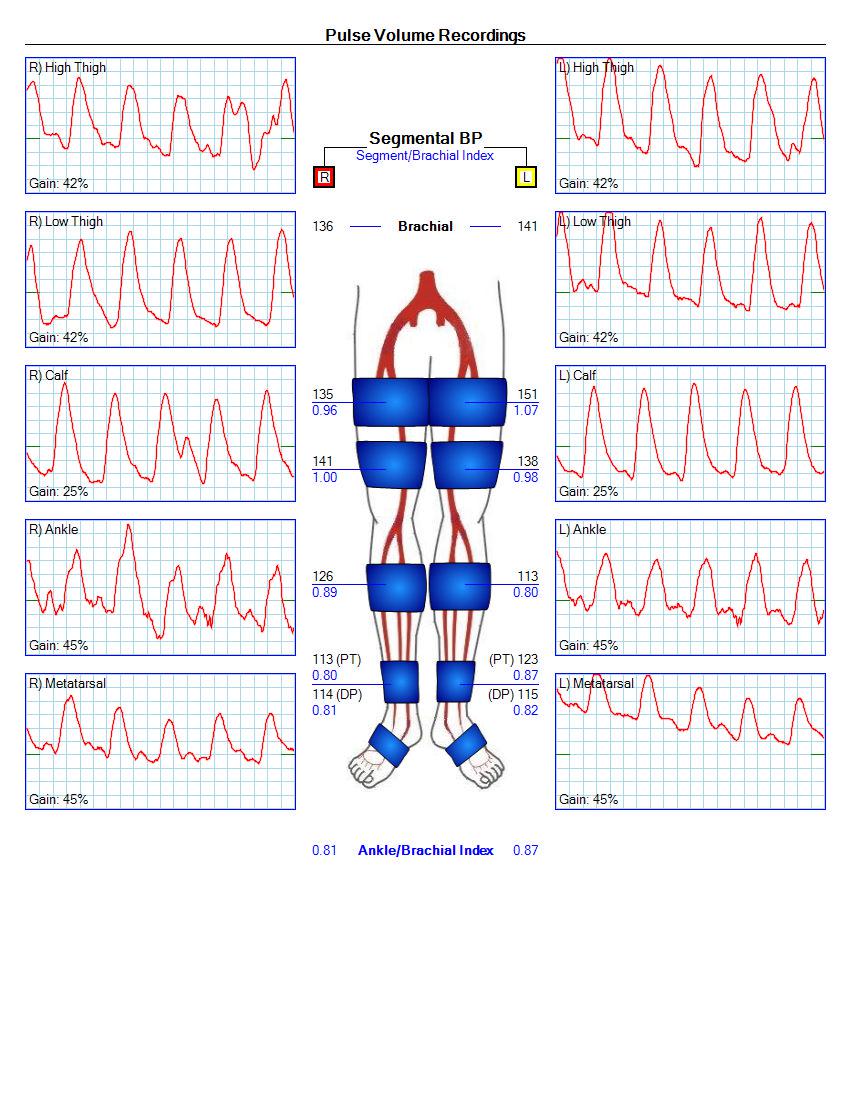 Pulse Volume Recordings
R) High Thigh
Gain: 42%
R) Low Thigh
Gain: 42%
R) Calf
Gain: 25%
R) Ankle
Gain: 45%
R) Metatarsal
Gain: 45%
Segmental BP
Segment/Brachial Index
R
L
136 Brachial 141
135
0.96
151
1.07
141
1.00
138
0.98
126
0.89
113
0.80
113 (PT)
0.80
114 (DP)
0.81
(PT) 123
0.87
(DP) 115
0.82
0.81 Ankle/Brachial Index 0.87
L) High Thigh
Gain: 42%
L) Low Thigh
Gain: 42%
L) Calf
Gain: 25%
L) Ankle
Gain: 45%
L) Metatarsal
Gain: 45%